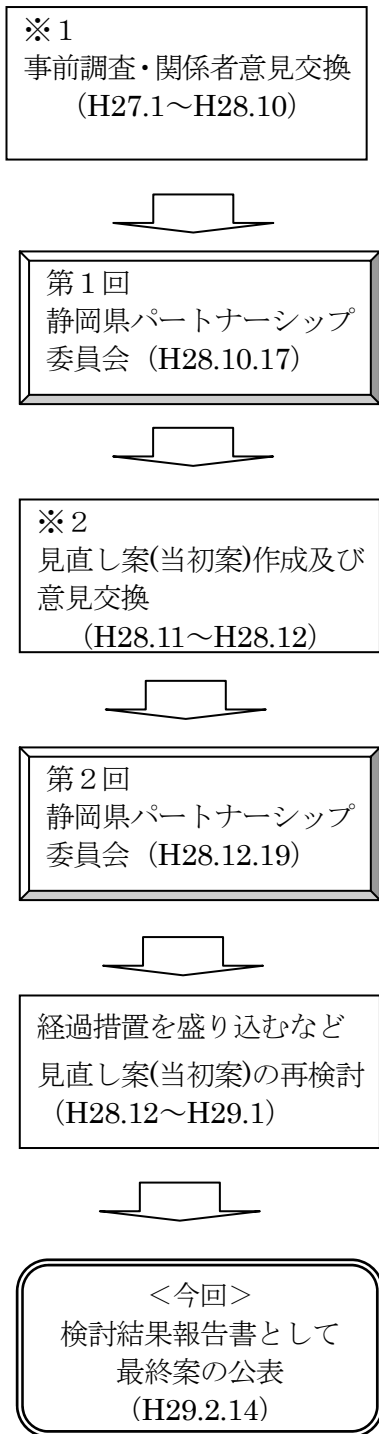 ※１
事前調査・関係者意見交換
（H27.1～H28.10）
第１回
静岡県パートナーシップ
委員会（H28.10.17）
※２
見直し案(当初案)作成及び
意見交換
（H28.11～H28.12）
第２回
静岡県パートナーシップ
委員会（H28.12.19）
経過措置を盛り込むなど
見直し案(当初案)の再検討
（H28.12～H29.1）
＜今回＞
検討結果報告書として
最終案の公表
（H29.2.14）